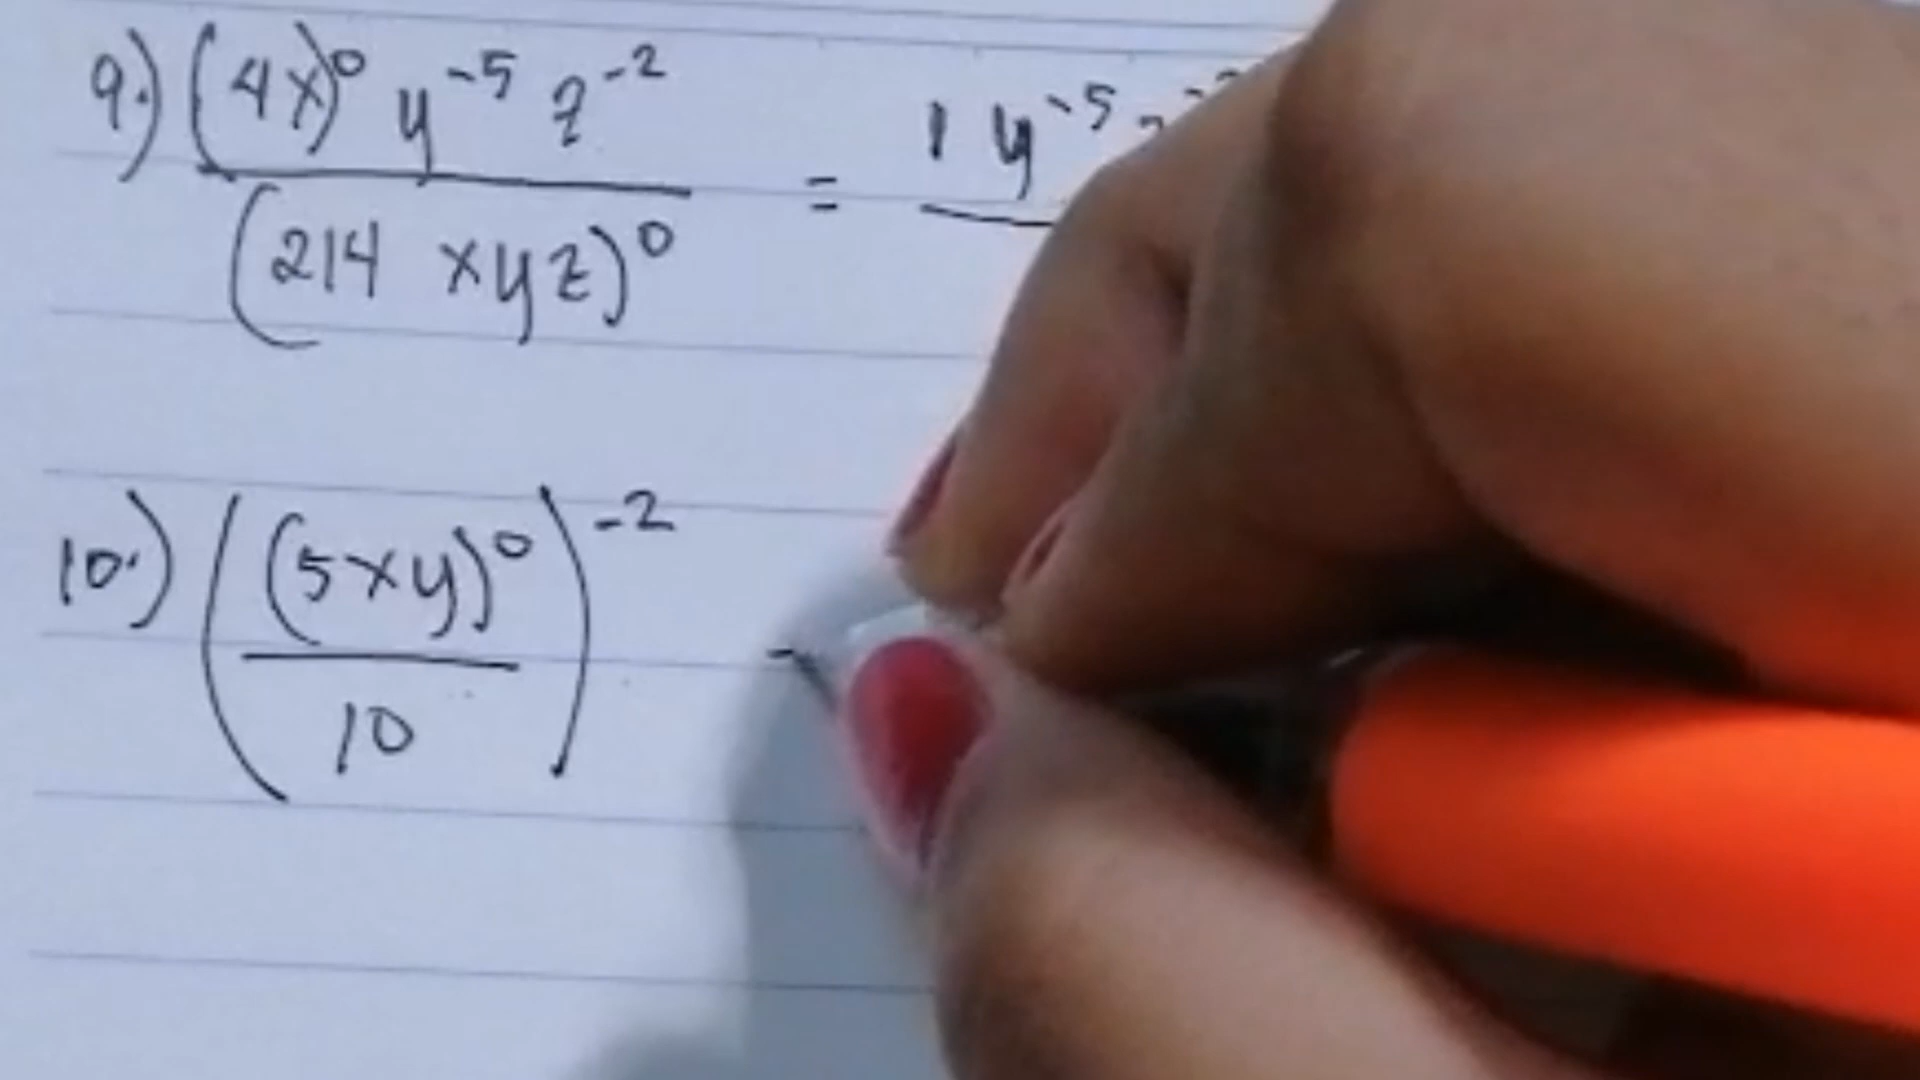 9.) (4x)⁰ y⁻⁵ z⁻² / (214 xyz)⁰ = 1 y⁻⁵
10.) ((5xy)⁰ / 10)⁻²